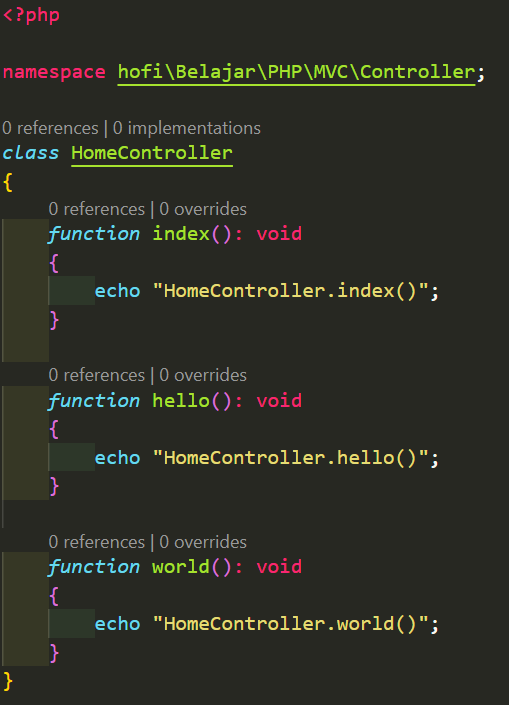 <?php
namespace hofi\Belajar\PHP\MVC\Controller;
0 references | 0 implementations
class HomeController
{
0 references | 0 overrides
function index(): void
{
echo "HomeController.index()";
}
0 references | 0 overrides
function hello(): void
{
echo "HomeController.hello()";
}
0 references | 0 overrides
function world(): void
{
echo "HomeController.world()";
}
}